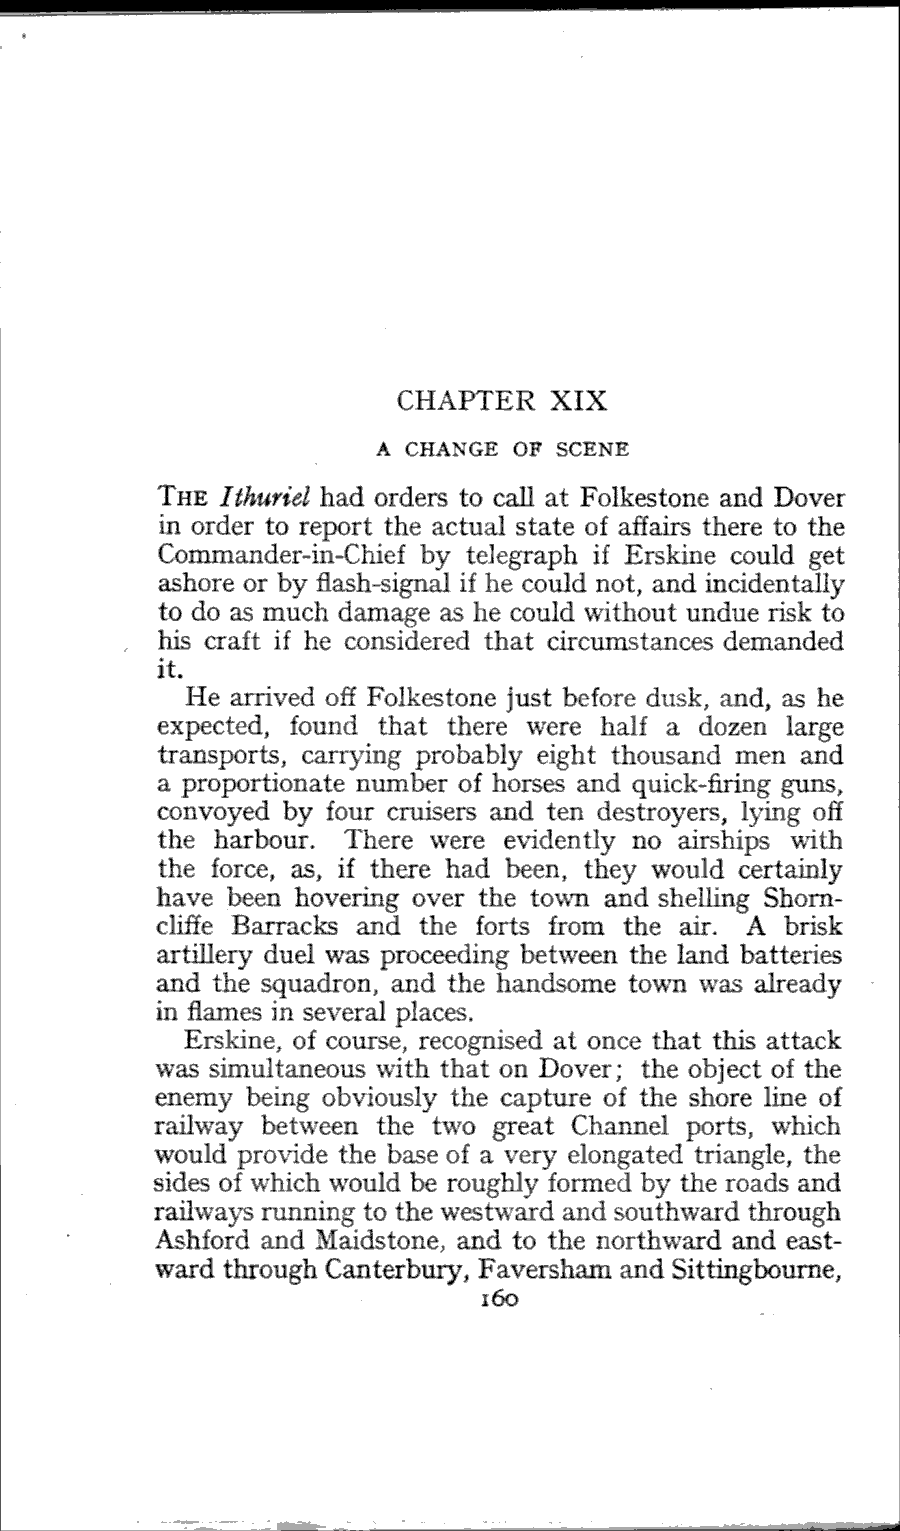 CHAPTER XIX
A CHANGE OF SCENE
THE Ithuriel had orders to call at Folkestone and Dover
in order to report the actual state of affairs there to the
Commander-in-Chief by telegraph if Erskine could get
ashore or by flash-signal if he could not, and incidentally
to do as much damage as he could without undue risk to
his craft if he considered that circumstances demanded
it.
He arrived off Folkestone just before dusk, and, as he
expected, found that there were half a dozen large
transports, carrying probably eight thousand men and
a proportionate number of horses and quick-firing guns,
convoyed by four cruisers and ten destroyers, lying off
the harbour. There were evidently no airships with
the force, as, if there had been, they would certainly
have been hovering over the town and shelling Shorn-
cliffe Barracks and the forts from the air. A brisk
artillery duel was proceeding between the land batteries
and the squadron, and the handsome town was already
in flames in several places.
Erskine, of course, recognised at once that this attack
was simultaneous with that on Dover; the object of the
enemy being obviously the capture of the shore line of
railway between the two great Channel ports, which
would provide the base of a very elongated triangle, the
sides of which would be roughly formed by the roads and
railways running to the westward and southward through
Ashford and Maidstone, and to the northward and east-
ward through Canterbury, Faversham and Sittingbourne,
160